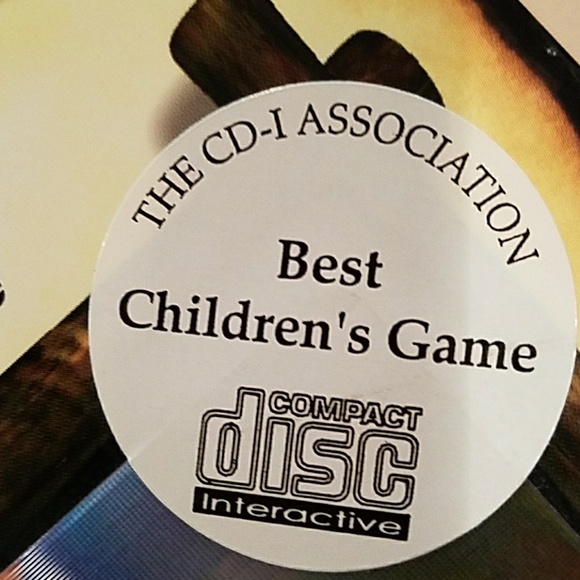 THE CD-I ASSOCIATION
Best
Children's Game
COMPACT
disc
Interactive